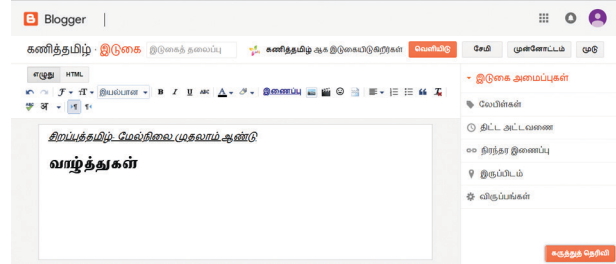 Blogger
கணித்தமிழ் · இடுகை இடுகைத் தலைப்பு கணித்தமிழ் ஆக இடுகையிடுகிறீர்கள் வெளியிடு சேமி முன்னோட்டம் மூடு
எழுது HTML
இயல்பான B I U ABC A இணைப்பு
அ
சிறப்புத்தமிழ்- மேல்நிலை முதலாம் ஆண்டு
வாழ்த்துகள்
இடுகை அமைப்புகள்
லேபிள்கள்
திட்ட அட்டவணை
நிரந்தர இணைப்பு
இருப்பிடம்
விருப்பங்கள்
கருத்துத் தெரிவி